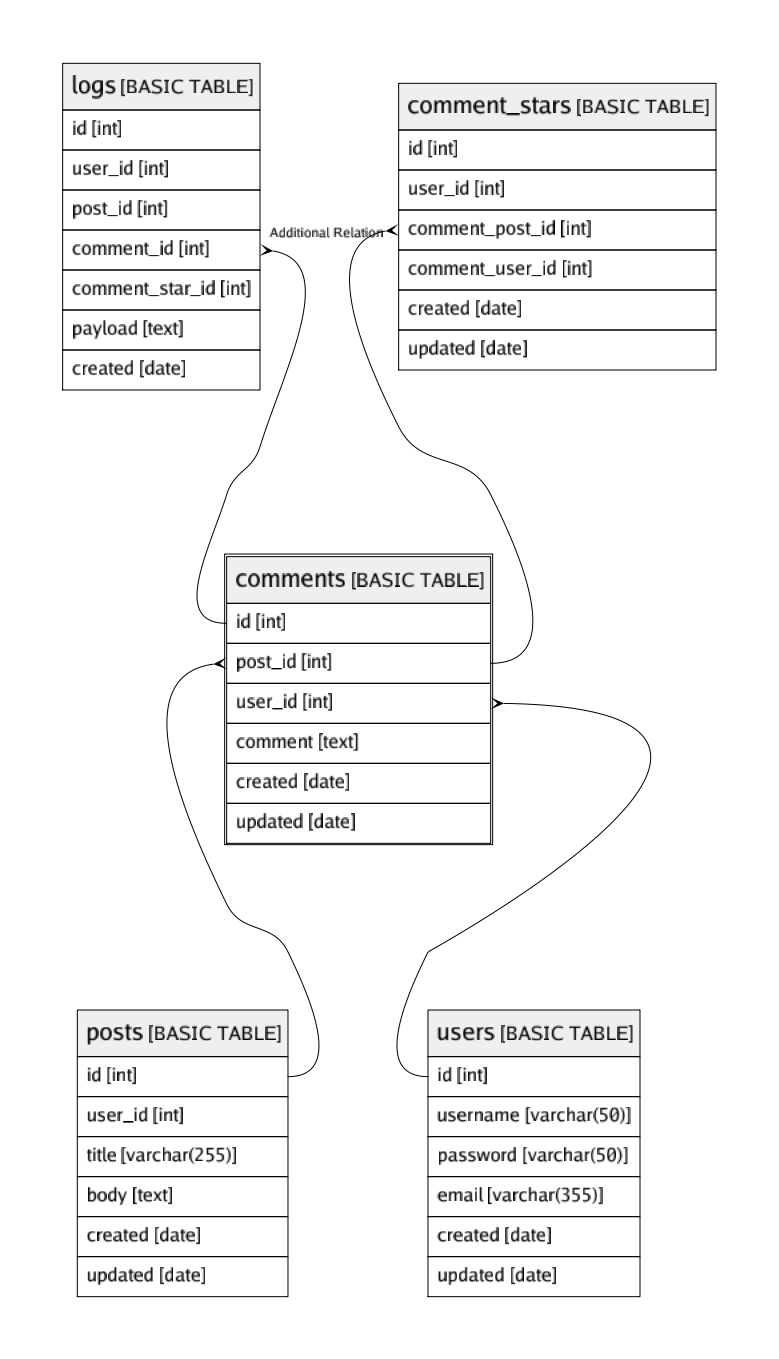 logs [BASIC TABLE]
id [int]
user_id [int]
post_id [int]
comment_id [int]
comment_star_id [int]
payload [text]
created [date]
comment_stars [BASIC TABLE]
id [int]
user_id [int]
comment_post_id [int]
comment_user_id [int]
created [date]
updated [date]
Additional Relation
comments [BASIC TABLE]
id [int]
post_id [int]
user_id [int]
comment [text]
created [date]
updated [date]
posts [BASIC TABLE]
id [int]
user_id [int]
title [varchar(255)]
body [text]
created [date]
updated [date]
users [BASIC TABLE]
id [int]
username [varchar(50)]
password [varchar(50)]
email [varchar(355)]
created [date]
updated [date]